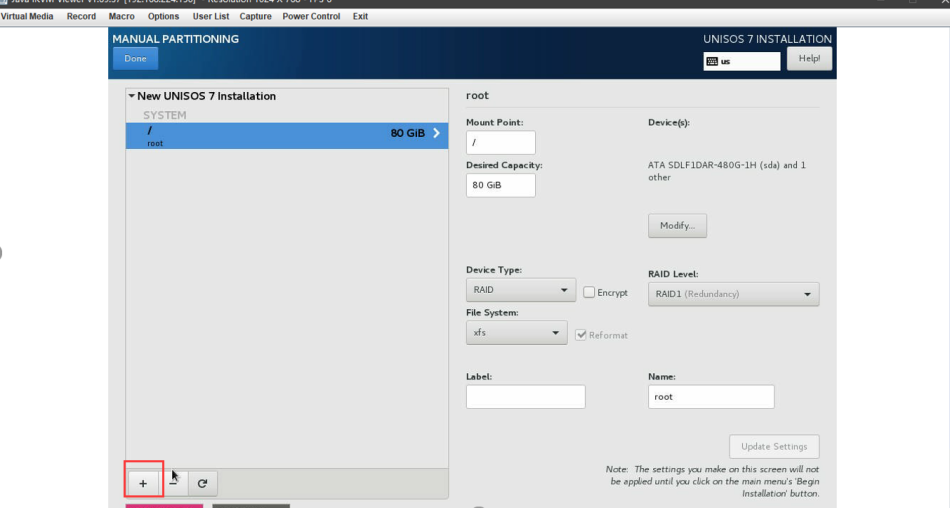 Virtual Media Record Macro Options User List Capture Power Control Exit
MANUAL PARTITIONING
UNISOS 7 INSTALLATION
Done
us
Help!
New UNISOS 7 Installation
SYSTEM
/
root
80 GiB
root
Mount Point:
/
Device(s):
Desired Capacity:
80 GiB
ATA SDLF1DAR-480G-1H (sda) and 1
other
Modify...
Device Type:
RAID
Encrypt
RAID Level:
RAID1 (Redundancy)
File System:
xfs
Reformat
Label:
Name:
root
Update Settings
Note: The settings you make on this screen will not
be applied until you click on the main menu's 'Begin
Installation' button.
+
-